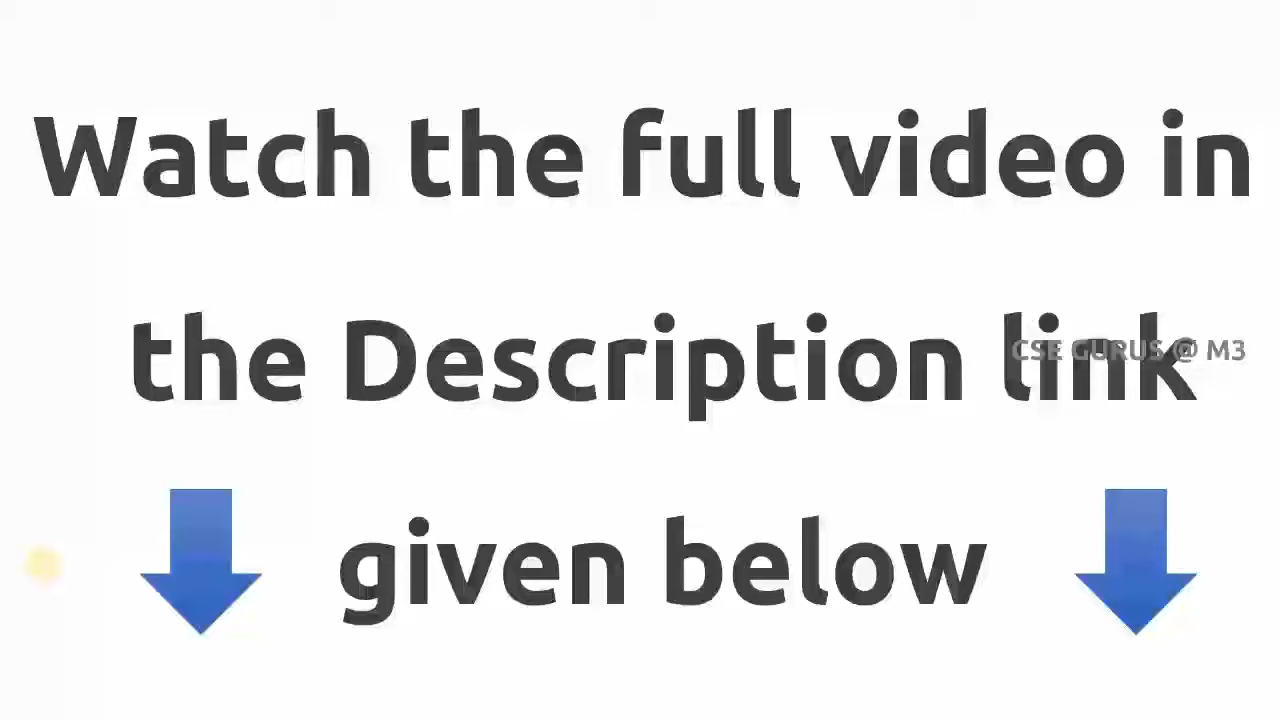 Watch the full video in
the Description link
CSE GURUS @ M3
given below